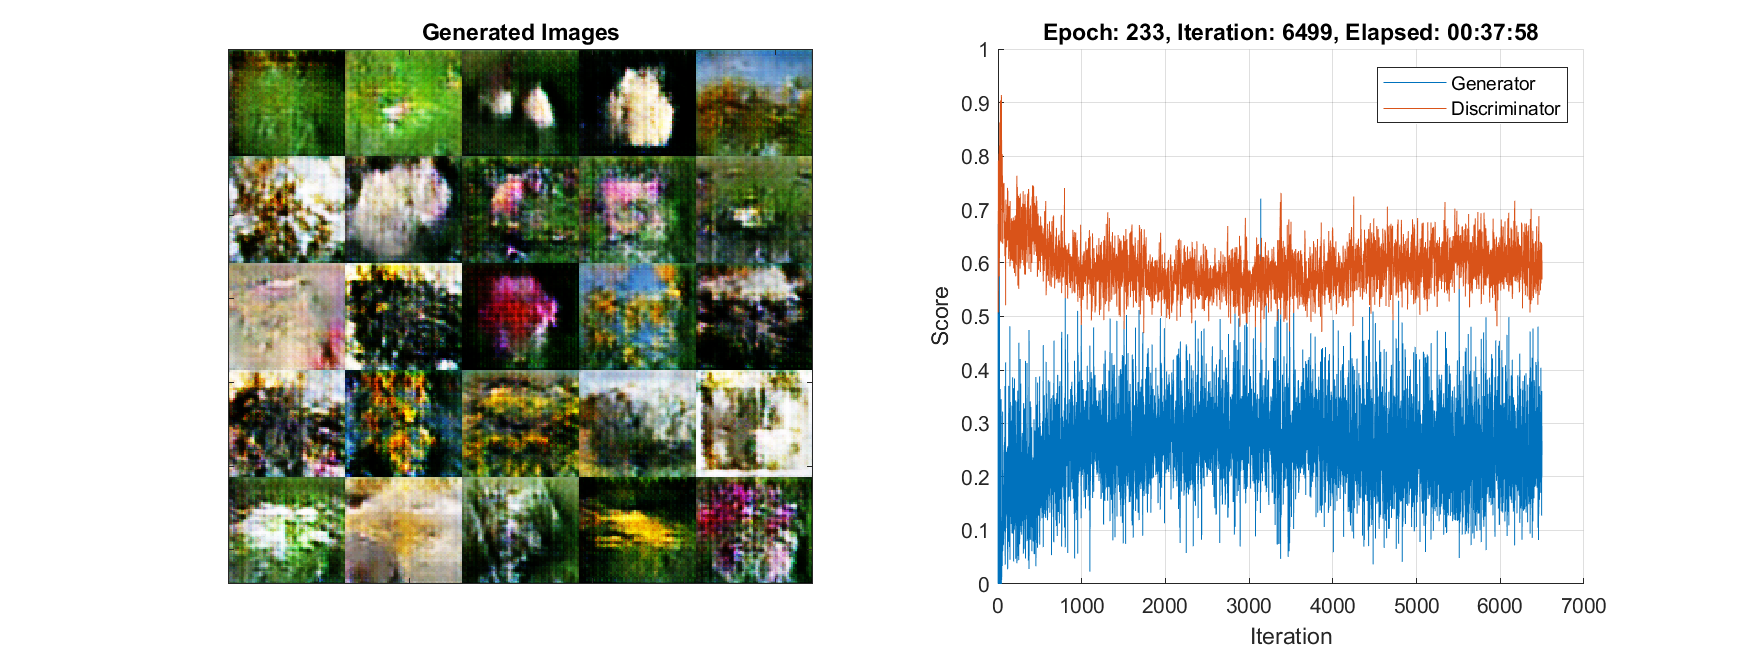 Generated Images
Epoch: 233, Iteration: 6499, Elapsed: 00:37:58
Generator
Discriminator
1
0.9
0.8
0.7
0.6
0.5
0.4
0.3
0.2
0.1
0
Score
0 1000 2000 3000 4000 5000 6000 7000
Iteration